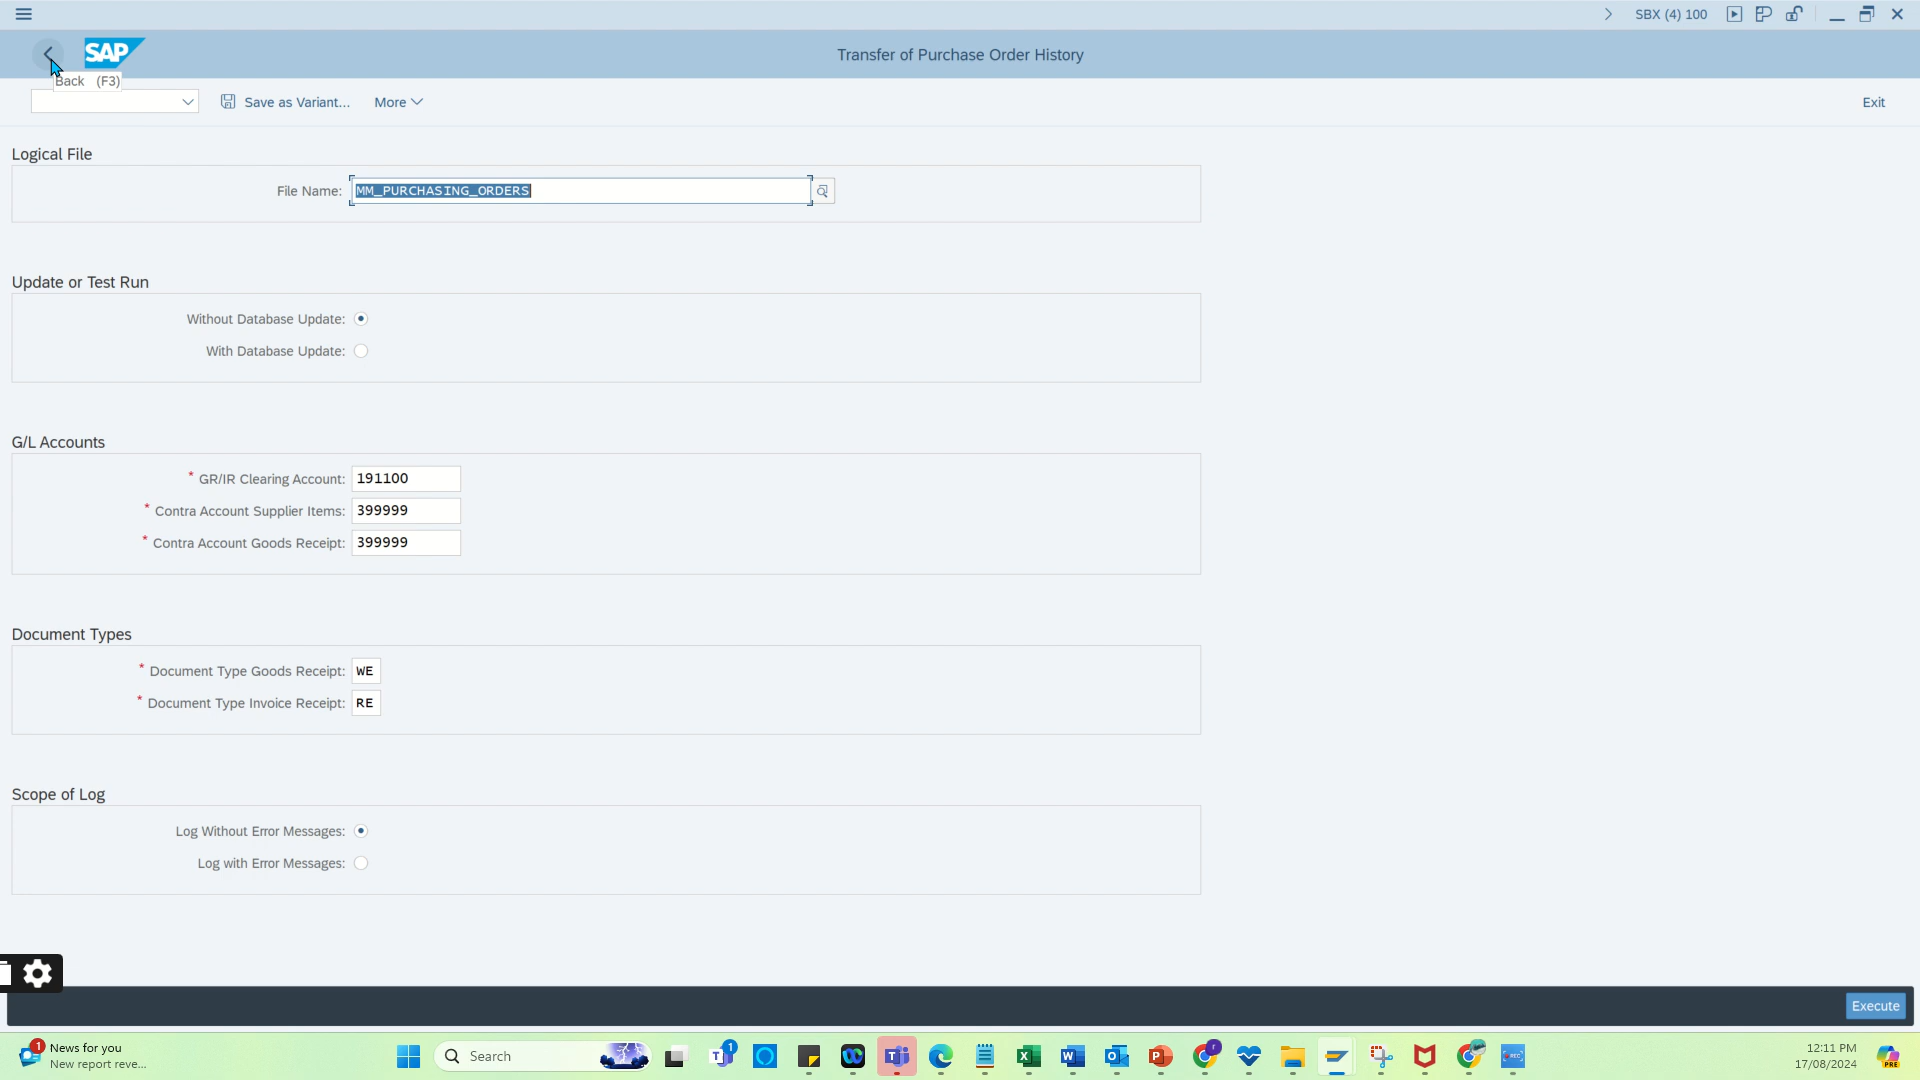 SBX (4) 100
SAP
Transfer of Purchase Order History
Back (F3)
Save as Variant... More Exit
Logical File
File Name: MM_PURCHASING_ORDERS
Update or Test Run
Without Database Update:
With Database Update:
G/L Accounts
* GR/IR Clearing Account: 191100
* Contra Account Supplier Items: 399999
* Contra Account Goods Receipt: 399999
Document Types
* Document Type Goods Receipt: WE
* Document Type Invoice Receipt: RE
Scope of Log
Log Without Error Messages:
Log with Error Messages:
Execute
1 News for you
New report reve...
Search
1
12:11 PM
17/08/2024